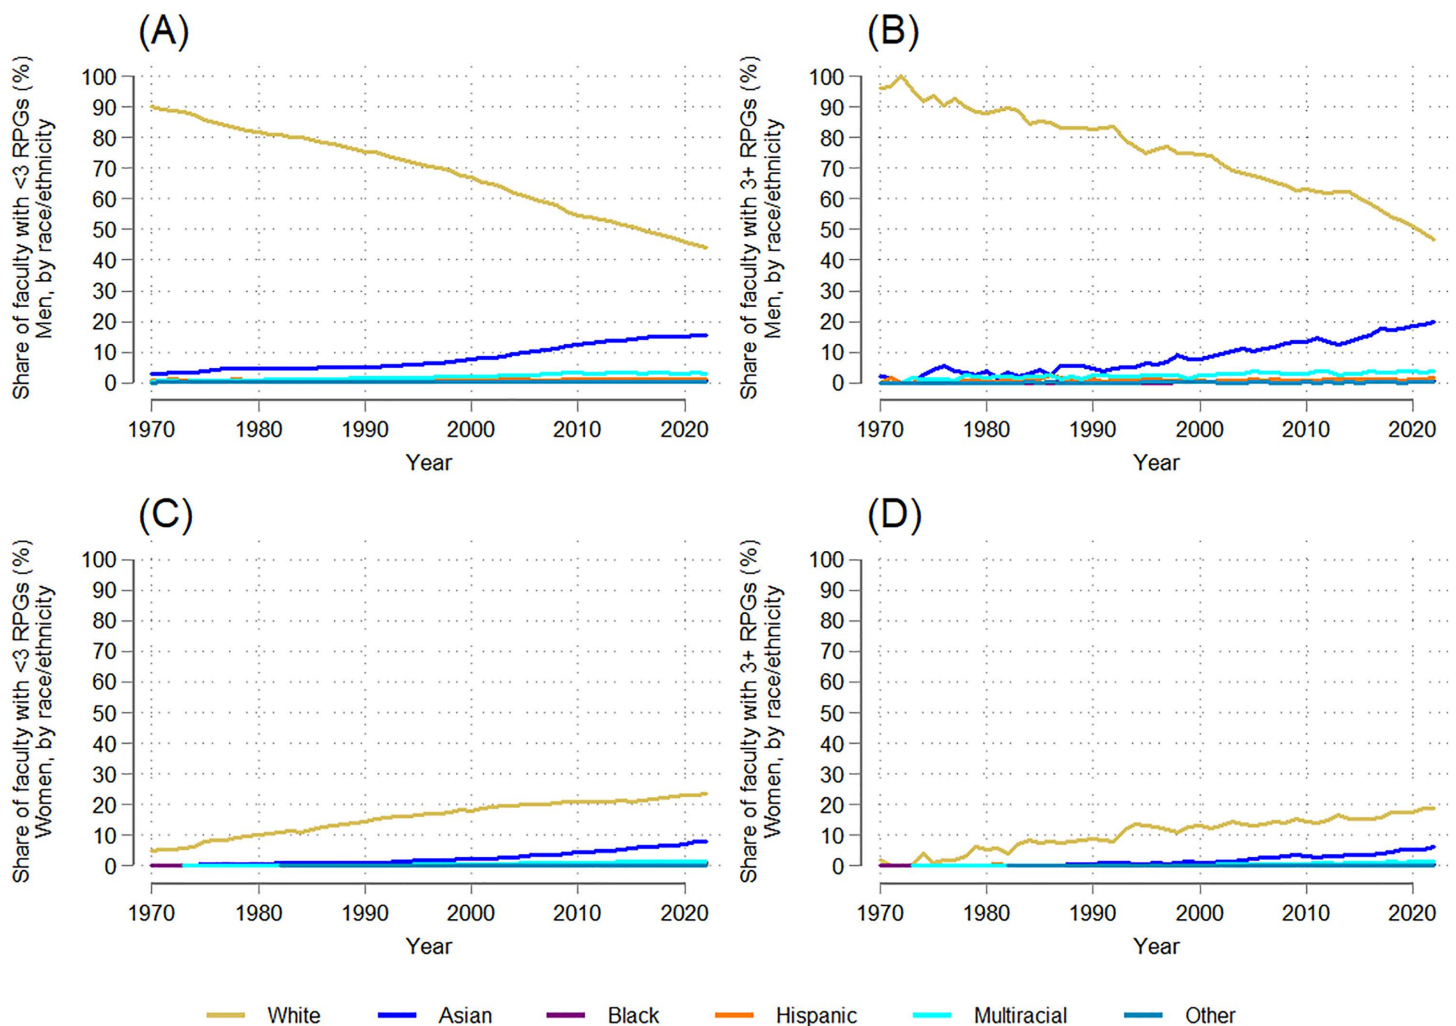 (A)
Share of faculty with <3 RPGs (%)
Men, by race/ethnicity
100
90
80
70
60
50
40
30
20
10
0
1970 1980 1990 2000 2010 2020
Year
(B)
Share of faculty with 3+ RPGs (%)
Men, by race/ethnicity
100
90
80
70
60
50
40
30
20
10
0
1970 1980 1990 2000 2010 2020
Year
(C)
Share of faculty with <3 RPGs (%)
Women, by race/ethnicity
100
90
80
70
60
50
40
30
20
10
0
1970 1980 1990 2000 2010 2020
Year
(D)
Share of faculty with 3+ RPGs (%)
Women, by race/ethnicity
100
90
80
70
60
50
40
30
20
10
0
1970 1980 1990 2000 2010 2020
Year
White Asian Black Hispanic Multiracial Other